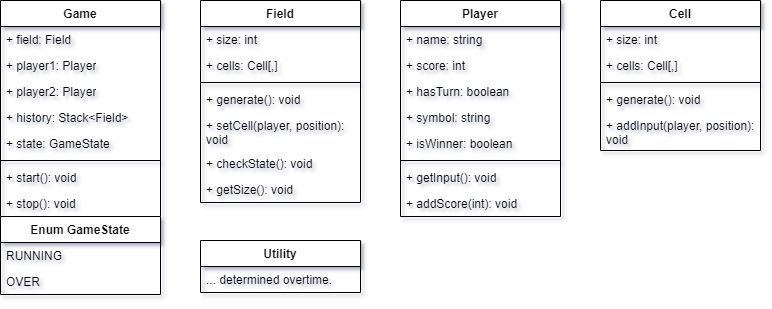 Game
+ field: Field
+ player1: Player
+ player2: Player
+ history: Stack<Field>
+ state: GameState
+ start(): void
+ stop(): void
Enum GameState
RUNNING
OVER
Field
+ size: int
+ cells: Cell[,]
+ generate(): void
+ setCell(player, position):
void
+ checkState(): void
+ getSize(): void
Utility
... determined overtime.
Player
+ name: string
+ score: int
+ hasTurn: boolean
+ symbol: string
+ isWinner: boolean
+ getInput(): void
+ addScore(int): void
Cell
+ size: int
+ cells: Cell[,]
+ generate(): void
+ addInput(player, position):
void